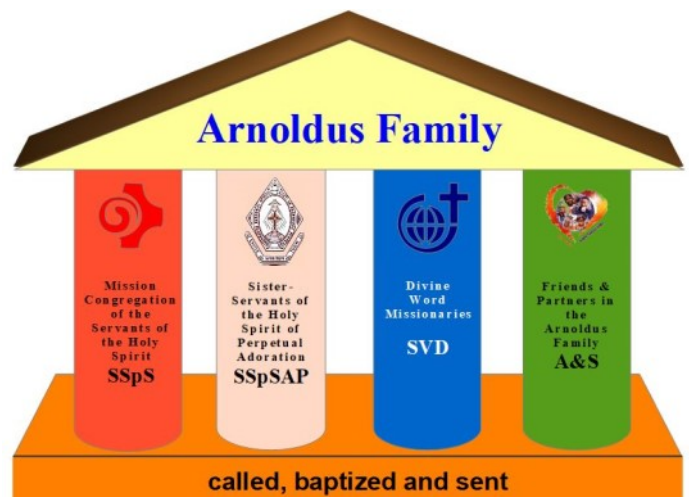 Arnoldus Family
Mission
Congregation
of the
Servants of
the Holy
Spirit
SSpS
Sister-
Servants of
the Holy
Spirit of
Perpetual
Adoration
SSpSAP
Divine
Word
Missionaries
SVD
Friends &
Partners in
the
Arnoldus
Family
A&S
called, baptized and sent